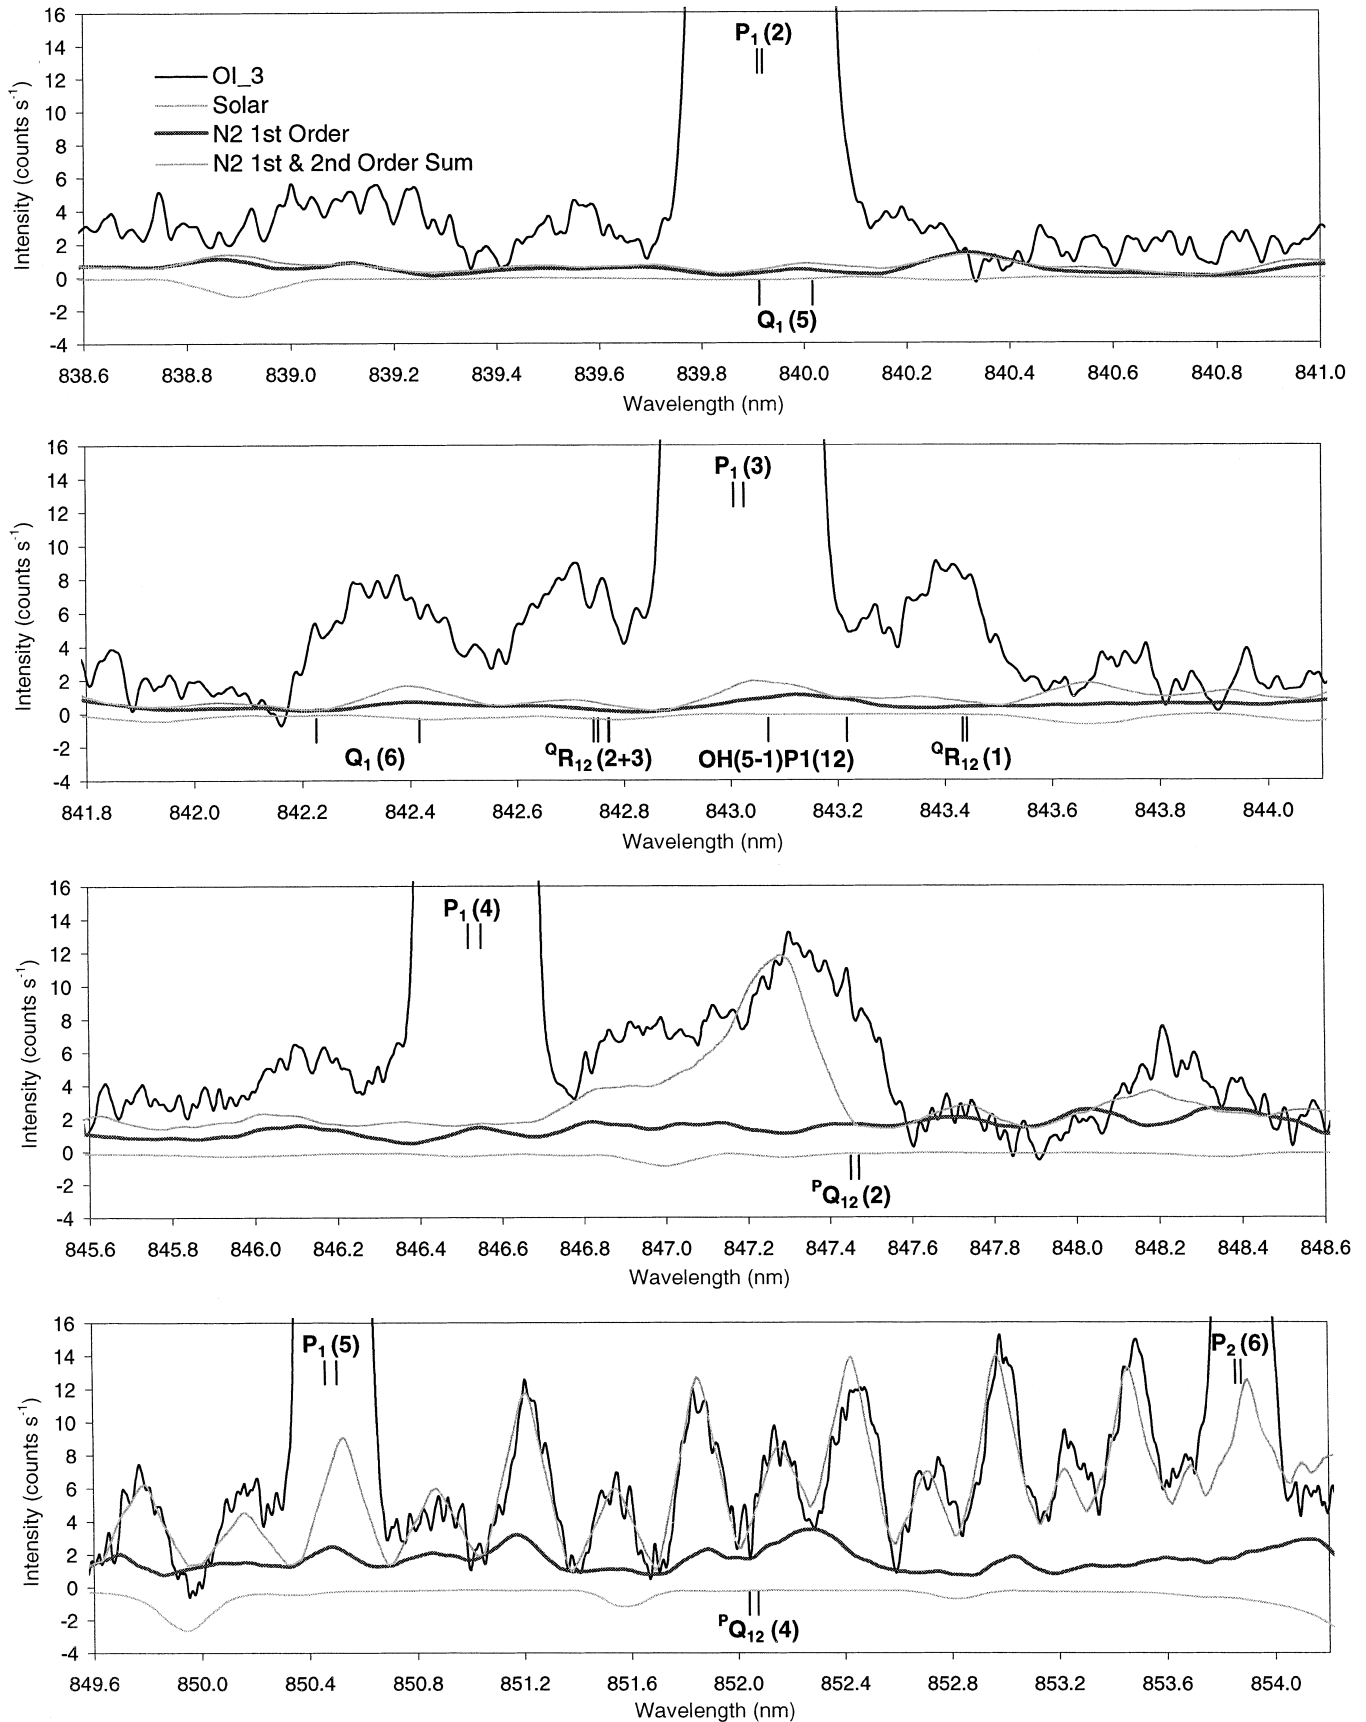 16
P₁ (2)
14
12
OI_3
10
Solar
8
N2 1st Order
6
N2 1st & 2nd Order Sum
4
2
0
-2
Q₁ (5)
-4
Intensity (counts s⁻¹)
838.6 838.8 839.0 839.2 839.4 839.6 839.8 840.0 840.2 840.4 840.6 840.8 841.0
Wavelength (nm)
16
P₁ (3)
14
12
10
8
6
4
2
0
-2
Q₁ (6) ᑫR₁₂ (2+3) OH(5-1)P1(12) ᑫR₁₂ (1)
-4
Intensity (counts s⁻¹)
841.8 842.0 842.2 842.4 842.6 842.8 843.0 843.2 843.4 843.6 843.8 844.0
Wavelength (nm)
16
P₁ (4)
14
12
10
8
6
4
2
0
-2
ᴾQ₁₂ (2)
-4
Intensity (counts s⁻¹)
845.6 845.8 846.0 846.2 846.4 846.6 846.8 847.0 847.2 847.4 847.6 847.8 848.0 848.2 848.4 848.6
Wavelength (nm)
16
P₁ (5) P₂ (6)
14
12
10
8
6
4
2
0
-2
ᴾQ₁₂ (4)
-4
Intensity (counts s⁻¹)
849.6 850.0 850.4 850.8 851.2 851.6 852.0 852.4 852.8 853.2 853.6 854.0
Wavelength (nm)